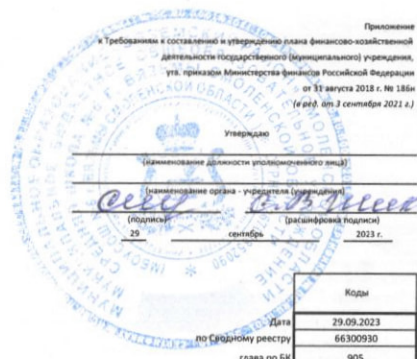 Приложение
к Требованиям к составлению и утверждению плана финансово-хозяйственной
деятельности государственного (муниципального) учреждения,
утв. приказом Министерства финансов Российской Федерации
от 31 августа 2018 г. № 186н
(в ред. от 3 сентября 2021 г.)
Утверждаю
(наименование должности уполномоченного лица)
(наименование органа - учредителя (учреждения)
(подпись) (расшифровка подписи)
29 сентябрь 2023 г.
Коды
Дата 29.09.2023
по Сводному реестру 66300930
глава по БК 905